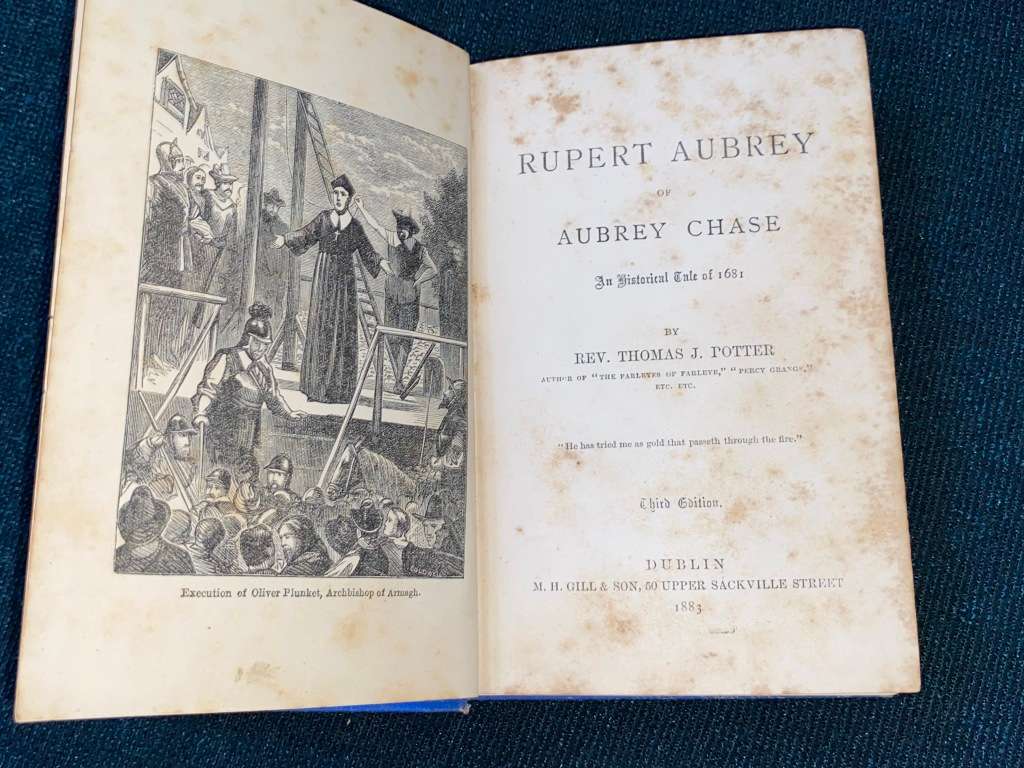 Execution of Oliver Plunket, Archbishop of Armagh.
RUPERT AUBREY
OF
AUBREY CHASE
An Historical Tale of 1681
BY
REV. THOMAS J. POTTER
AUTHOR OF "THE FARLEYES OF FARLEYE," "PERCY GRANGE,"
ETC. ETC.
"He has tried me as gold that passeth through the fire."
Third Edition.
DUBLIN
M. H. GILL & SON, 50 UPPER SACKVILLE STREET
1883